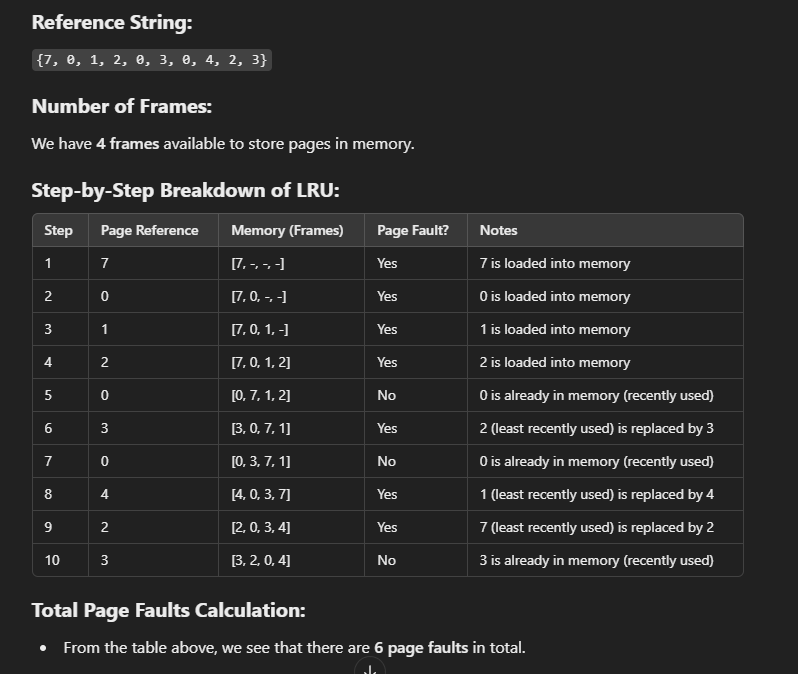 Reference String:
{7, 0, 1, 2, 0, 3, 0, 4, 2, 3}
Number of Frames:
We have 4 frames available to store pages in memory.
Step-by-Step Breakdown of LRU:
Step Page Reference Memory (Frames) Page Fault? Notes
1 7 [7, -, -, -] Yes 7 is loaded into memory
2 0 [7, 0, -, -] Yes 0 is loaded into memory
3 1 [7, 0, 1, -] Yes 1 is loaded into memory
4 2 [7, 0, 1, 2] Yes 2 is loaded into memory
5 0 [0, 7, 1, 2] No 0 is already in memory (recently used)
6 3 [3, 0, 7, 1] Yes 2 (least recently used) is replaced by 3
7 0 [0, 3, 7, 1] No 0 is already in memory (recently used)
8 4 [4, 0, 3, 7] Yes 1 (least recently used) is replaced by 4
9 2 [2, 0, 3, 4] Yes 7 (least recently used) is replaced by 2
10 3 [3, 2, 0, 4] No 3 is already in memory (recently used)
Total Page Faults Calculation:
• From the table above, we see that there are 6 page faults in total.